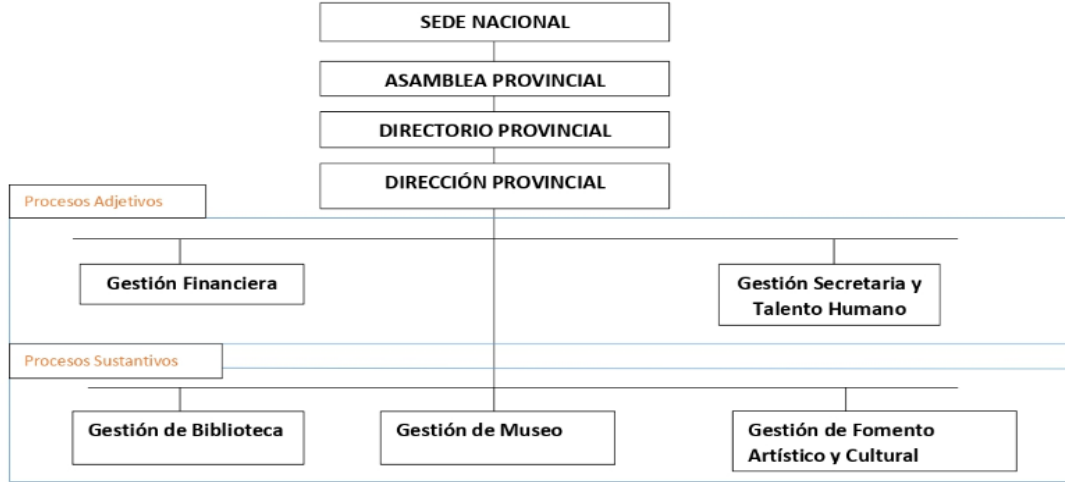 SEDE NACIONAL
ASAMBLEA PROVINCIAL
DIRECTORIO PROVINCIAL
DIRECCIÓN PROVINCIAL
Procesos Adjetivos
Gestión Financiera
Gestión Secretaria y
Talento Humano
Procesos Sustantivos
Gestión de Biblioteca
Gestión de Museo
Gestión de Fomento
Artístico y Cultural